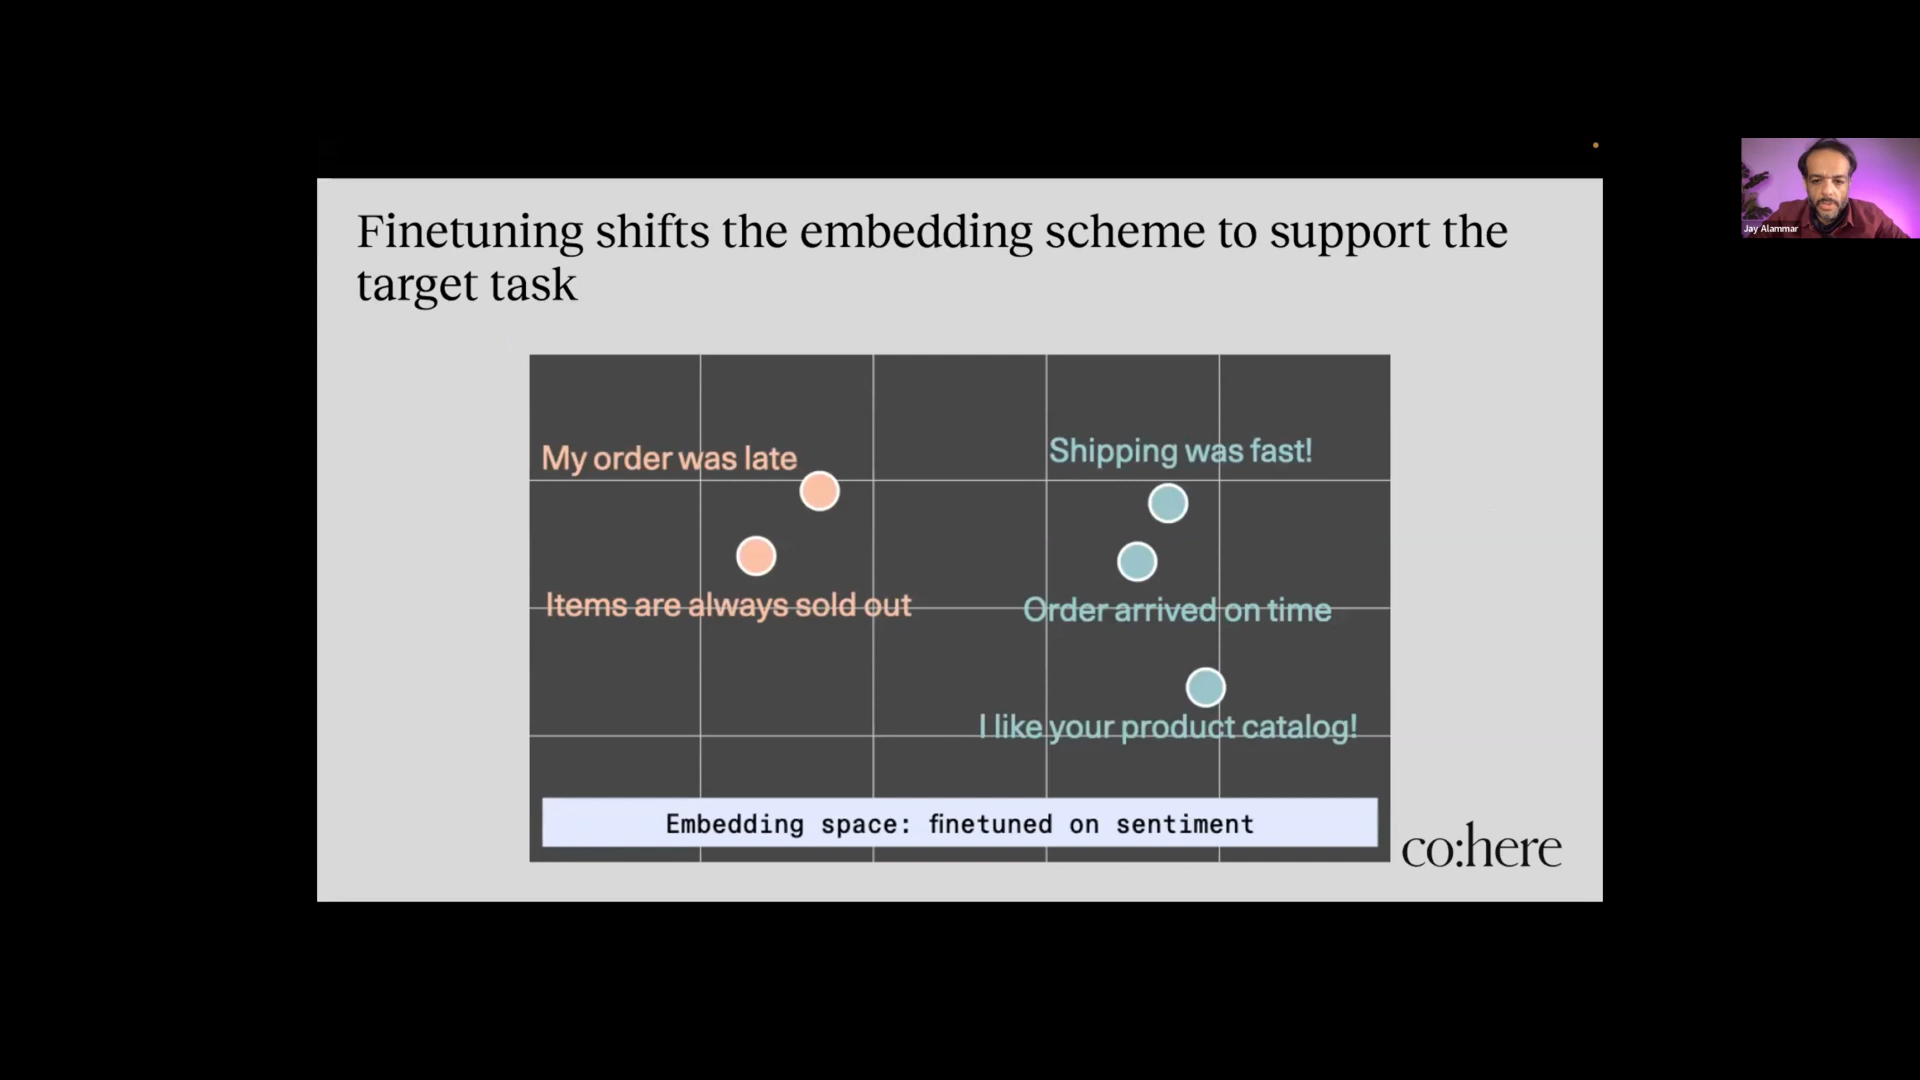 Finetuning shifts the embedding scheme to support the
target task
My order was late
Shipping was fast!
Items are always sold out
Order arrived on time
I like your product catalog!
Embedding space: finetuned on sentiment
co:here
Jay Alammar